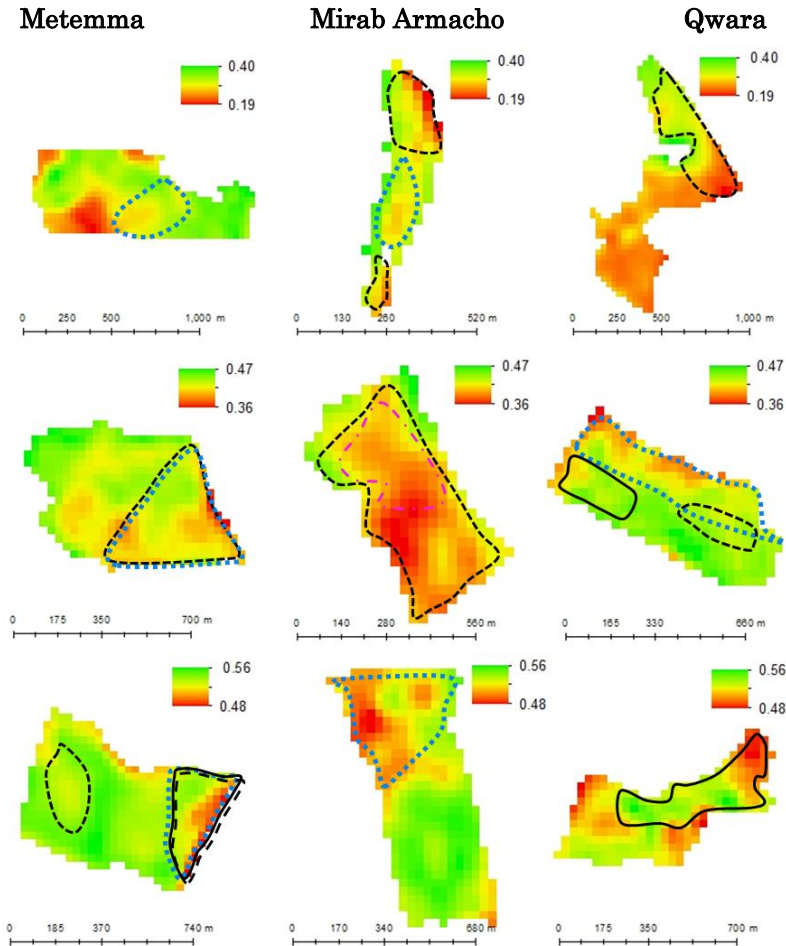 Metemma Mirab Armacho Qwara
0.40 0.40 0.40
0.19 0.19 0.19
0 250 500 1,000 m 0 130 260 520 m 0 250 500 1,000 m
0.47 0.47 0.47
0.36 0.36 0.36
0 175 350 700 m 0 140 280 560 m 0 165 330 660 m
0.56 0.56 0.56
0.48 0.48 0.48
0 185 370 740 m 0 170 340 680 m 0 175 350 700 m